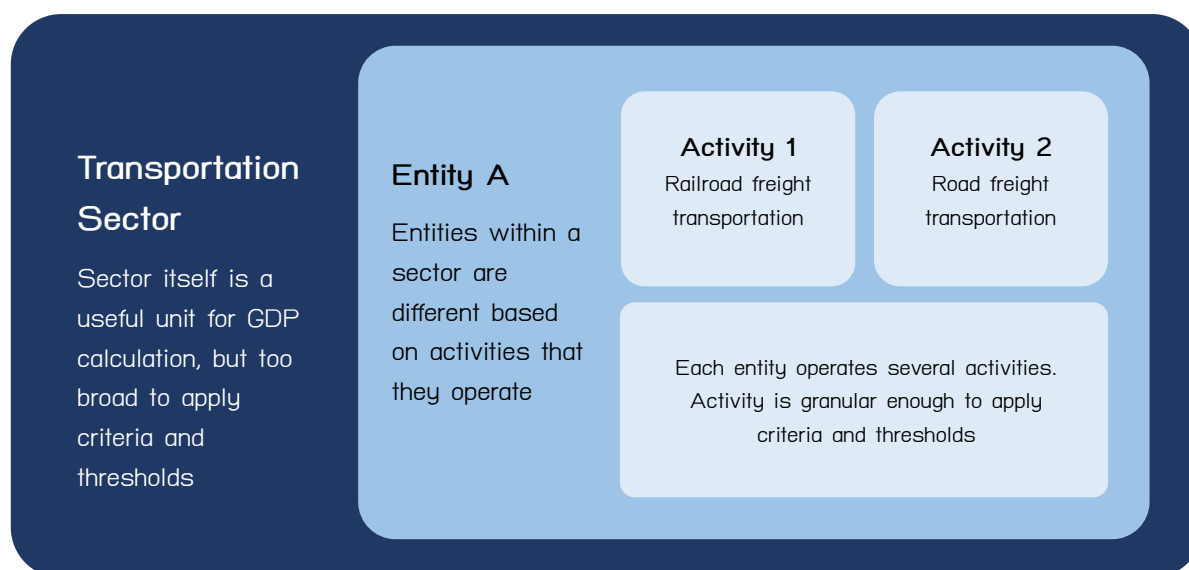 Transportation
Sector
Sector itself is a
useful unit for GDP
calculation, but too
broad to apply
criteria and
thresholds
Entity A
Entities within a
sector are
different based
on activities that
they operate
Activity 1
Railroad freight
transportation
Activity 2
Road freight
transportation
Each entity operates several activities.
Activity is granular enough to apply
criteria and thresholds